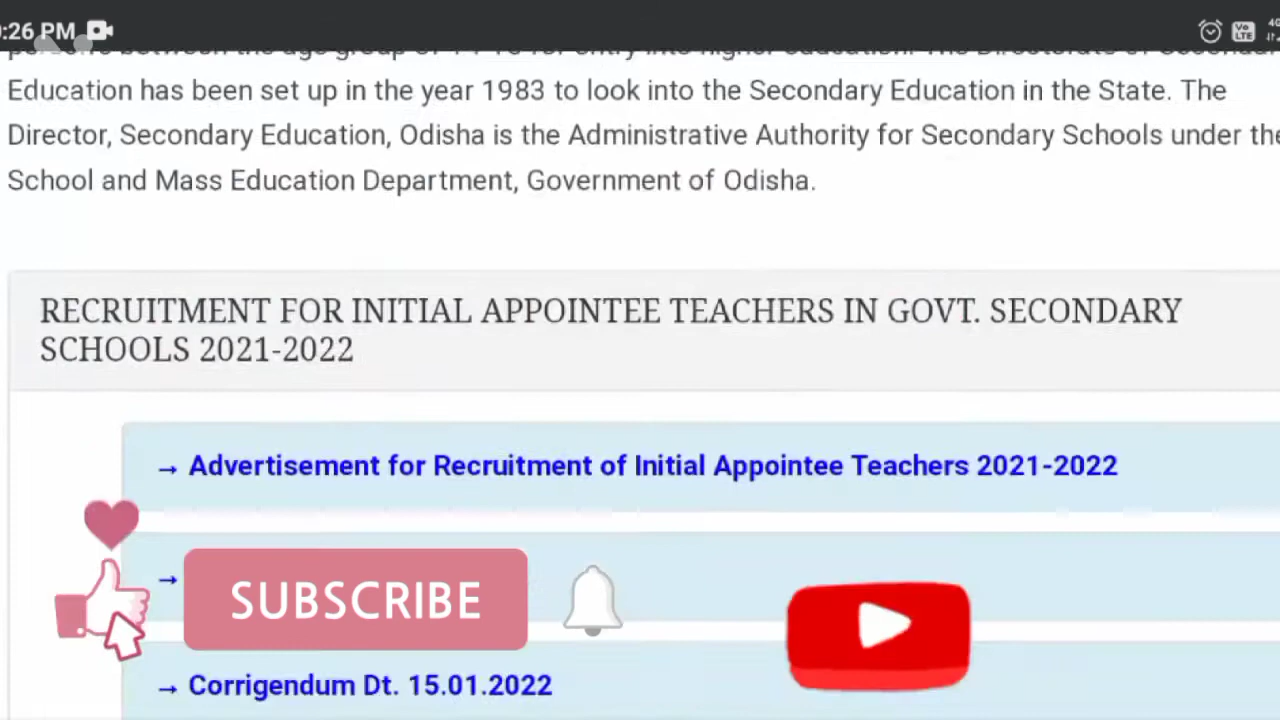 :26 PM
Education has been set up in the year 1983 to look into the Secondary Education in the State. The
Director, Secondary Education, Odisha is the Administrative Authority for Secondary Schools under the
School and Mass Education Department, Government of Odisha.
RECRUITMENT FOR INITIAL APPOINTEE TEACHERS IN GOVT. SECONDARY
SCHOOLS 2021-2022
→ Advertisement for Recruitment of Initial Appointee Teachers 2021-2022
→
SUBSCRIBE
→ Corrigendum Dt. 15.01.2022